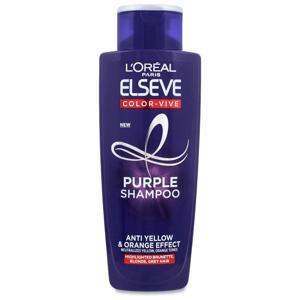 L'ORÉAL
PARIS
ELSEVE
COLOR-VIVE
NEW
PURPLE
SHAMPOO
ANTI YELLOW
& ORANGE EFFECT
NEUTRALIZES YELLOW, ORANGE TONES
HIGHLIGHTED BRUNETTE,
BLONDE, GREY HAIR